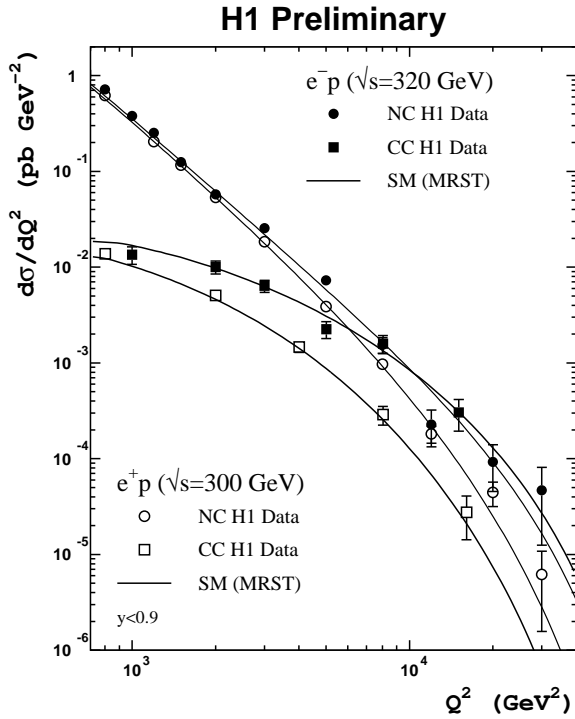 H1 Preliminary
dσ/dQ² (pb GeV⁻²)
1
10⁻¹
10⁻²
10⁻³
10⁻⁴
10⁻⁵
10⁻⁶
e⁻p (√s=320 GeV)
NC H1 Data
CC H1 Data
SM (MRST)
e⁺p (√s=300 GeV)
NC H1 Data
CC H1 Data
SM (MRST)
y<0.9
10³
10⁴
Q² (GeV²)